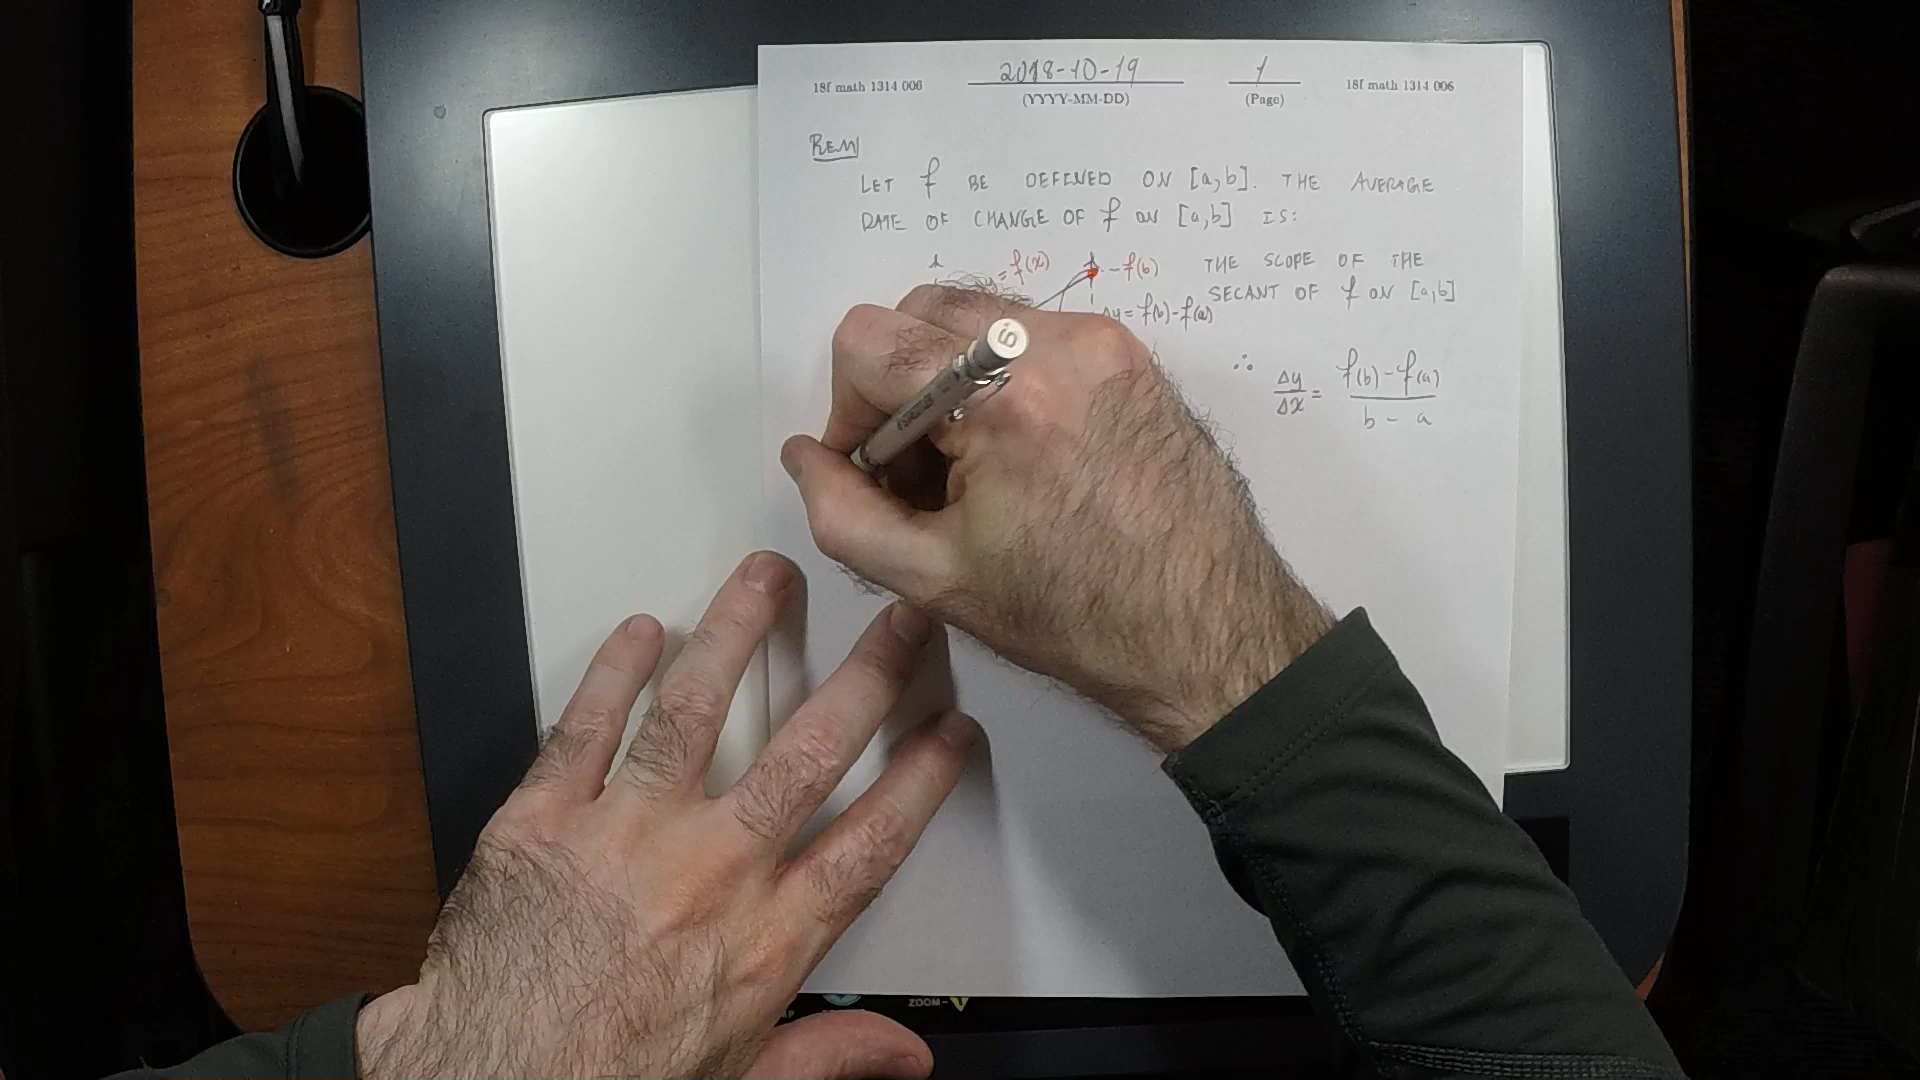 18f math 1314 006 2018-10-19 1 18f math 1314 006
(YYYY-MM-DD) (Page)
REM
LET f BE DEFINED ON [a,b]. THE AVERAGE
RATE OF CHANGE OF f ON [a,b] IS:
y = f(x) f(b) THE SCOPE OF THE
SECANT OF f ON [a,b]
Δy = f(b)-f(a)
∴ Δy/Δx = f(b)-f(a)/b - a
ZOOM-